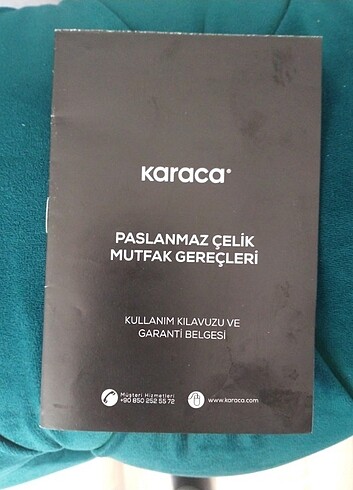 Karaca®
PASLANMAZ ÇELİK
MUTFAK GEREÇLERİ
KULLANIM KILAVUZU VE
GARANTİ BELGESİ
Müşteri Hizmetleri
+90 850 252 55 72
www.karaca.com